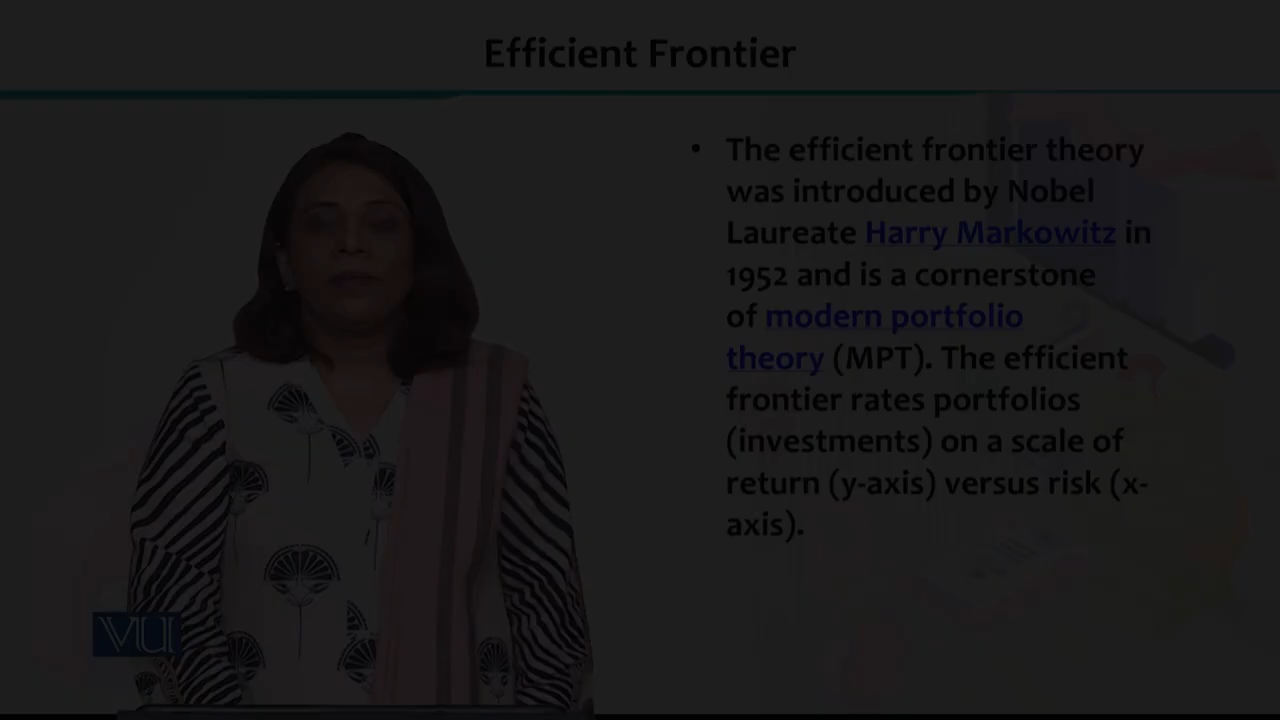 Efficient Frontier
• The efficient frontier theory
was introduced by Nobel
Laureate Harry Markowitz in
1952 and is a cornerstone
of modern portfolio
theory (MPT). The efficient
frontier rates portfolios
(investments) on a scale of
return (y-axis) versus risk (x-
axis).
VU